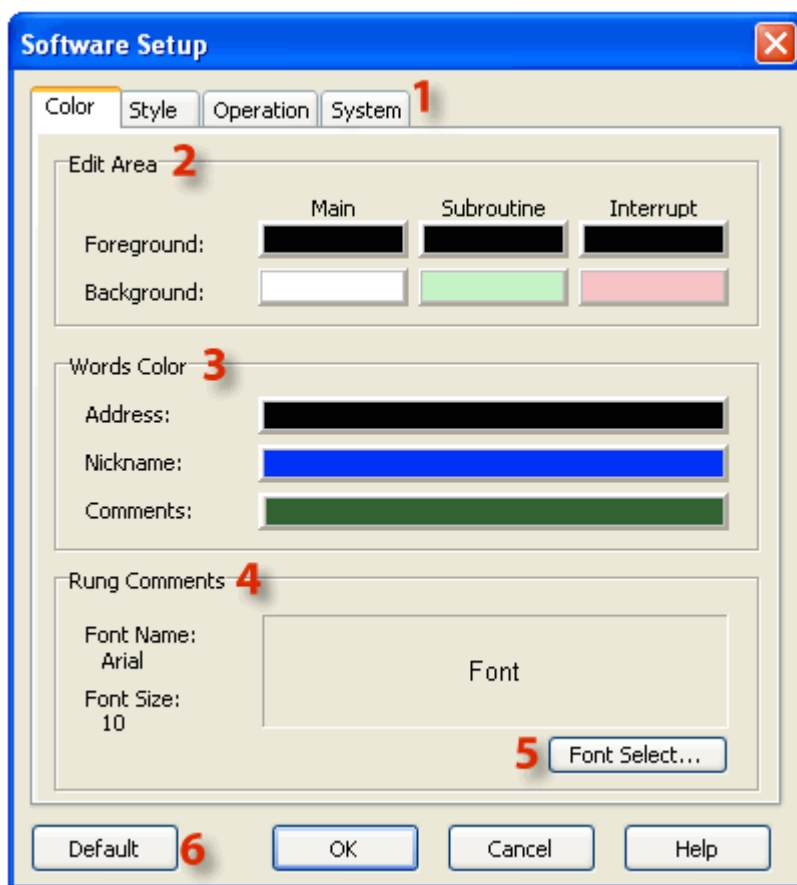 Software Setup
Color Style Operation System 1
Edit Area 2
Main Subroutine Interrupt
Foreground:
Background:
Words Color 3
Address:
Nickname:
Comments:
Rung Comments 4
Font Name:
Arial
Font
Font Size:
10
5 Font Select...
Default 6 OK Cancel Help